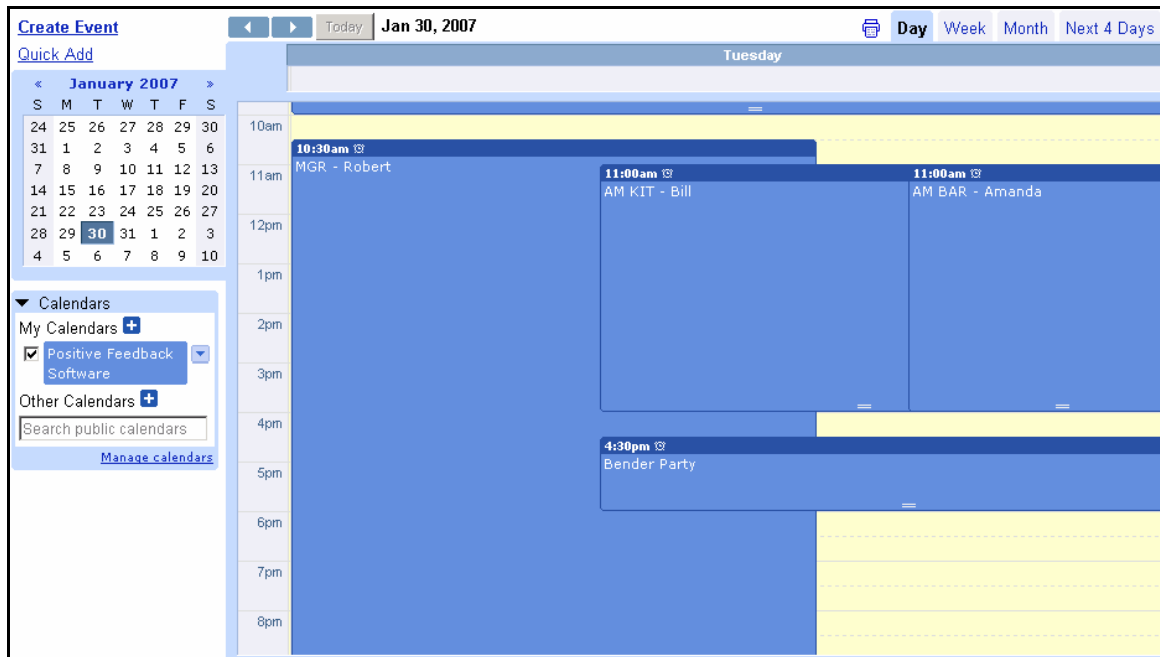 Create Event
Quick Add
Today Jan 30, 2007
Day Week Month Next 4 Days
« January 2007 »
S M T W T F S
24 25 26 27 28 29 30
31 1 2 3 4 5 6
7 8 9 10 11 12 13
14 15 16 17 18 19 20
21 22 23 24 25 26 27
28 29 30 31 1 2 3
4 5 6 7 8 9 10
Calendars
My Calendars +
Positive Feedback
Software
Other Calendars +
Search public calendars
Manage calendars
Tuesday
10am
11am
12pm
1pm
2pm
3pm
4pm
5pm
6pm
7pm
8pm
10:30am
MGR - Robert
11:00am
AM KIT - Bill
11:00am
AM BAR - Amanda
4:30pm
Bender Party